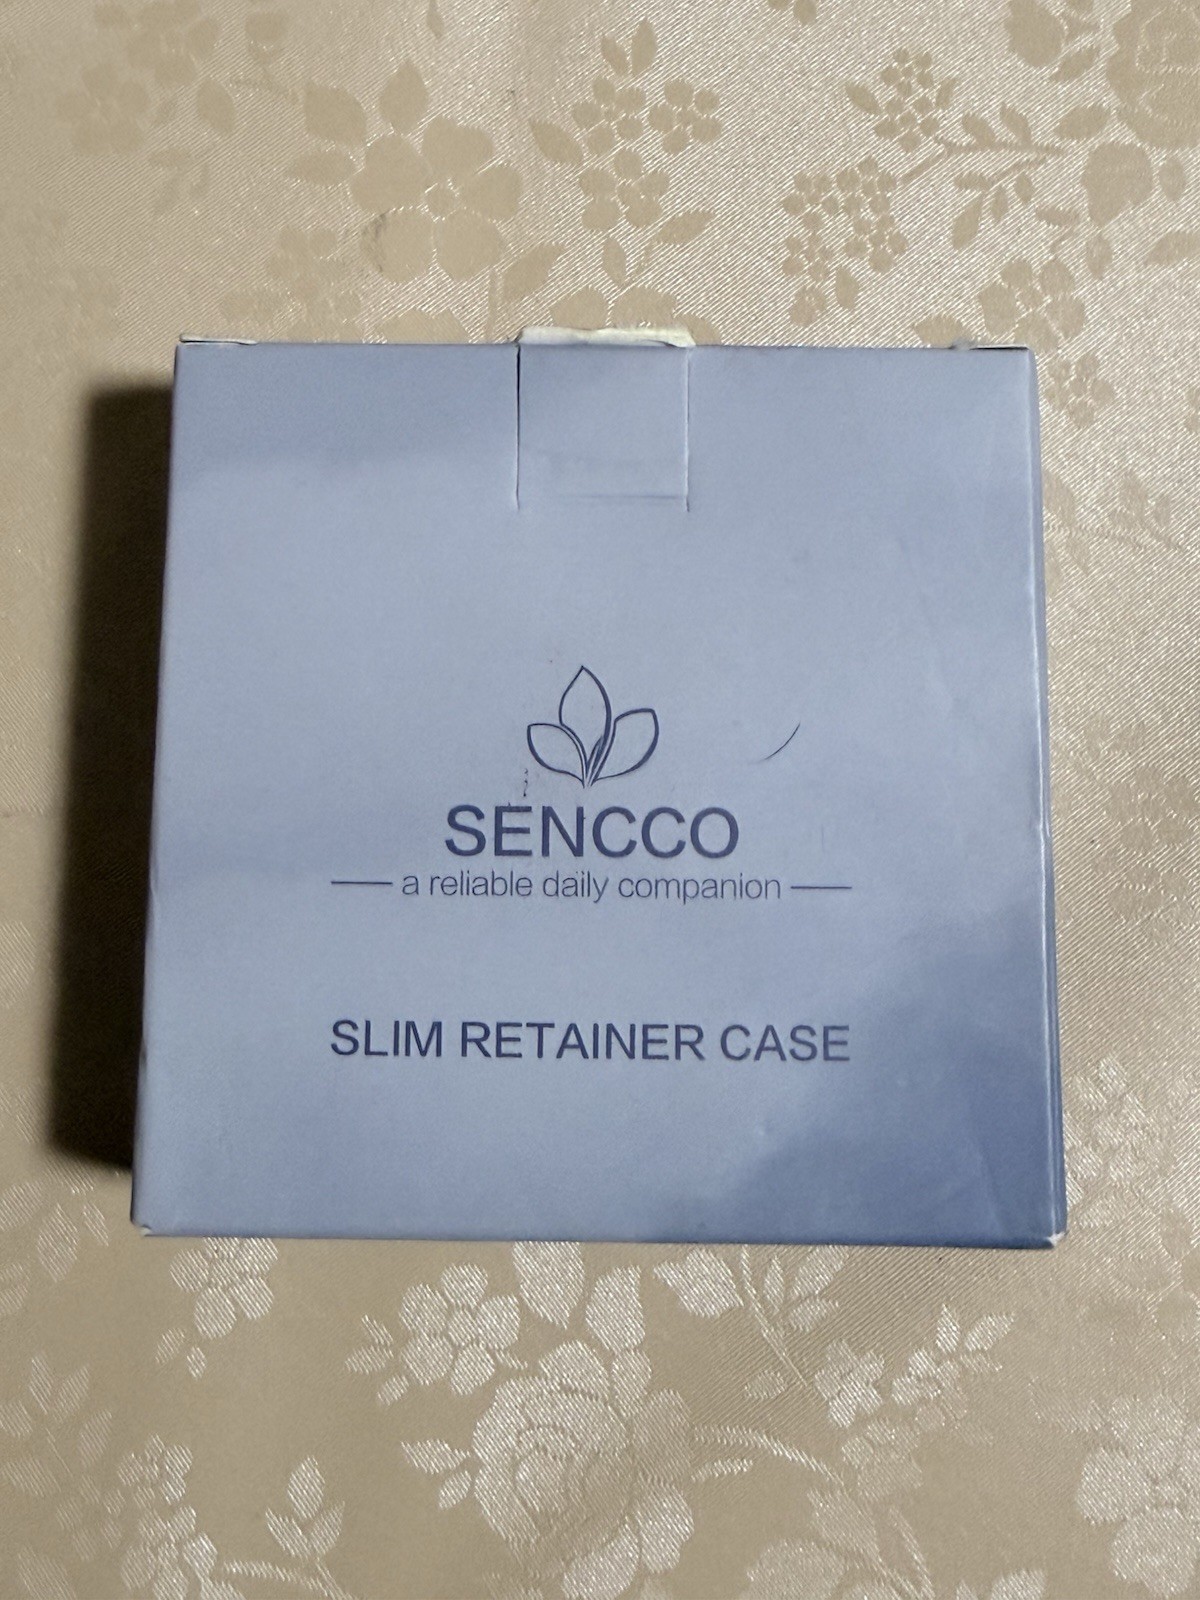 SENCCO
a reliable daily companion
SLIM RETAINER CASE